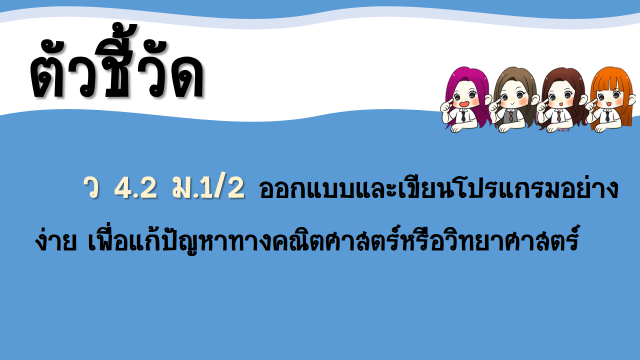 ตัวชี้วัด
ว 4.2 ม.1/2 ออกแบบและเขียนโปรแกรมอย่าง
ง่าย เพื่อแก้ปัญหาทางคณิตศาสตร์หรือวิทยาศาสตร์